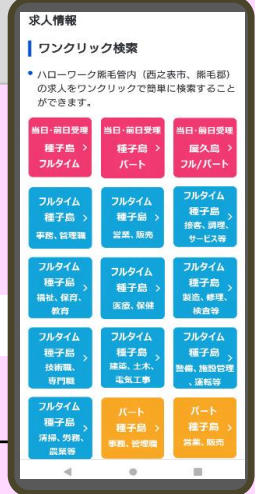 求人情報
ワンクリック検索
• ハローワーク熊毛管内（西之表市、熊毛郡）
の求人をワンクリックで簡単に検索すること
ができます。
当日・前日受理
種子島
フルタイム
当日・前日受理
種子島
パート
当日・前日受理
屋久島
フル/パート
フルタイム
種子島
事務、管理職
フルタイム
種子島
営業、販売
フルタイム
種子島
接客、調理、
サービス等
フルタイム
種子島
福祉、保育、
教育
フルタイム
種子島
医療、保健
フルタイム
種子島
製造、修理、
検査等
フルタイム
種子島
技術職、
専門職
フルタイム
種子島
建築、土木、
電気工事
フルタイム
種子島
警備、施設管理
、運転等
フルタイム
種子島
清掃、労務、
農業等
パート
種子島
事務、管理職
パート
種子島
営業、販売